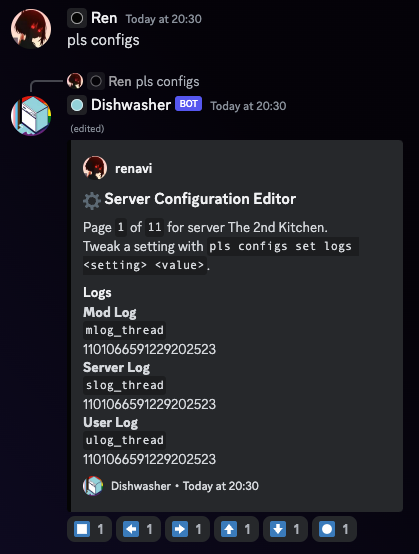 Ren Today at 20:30
pls configs
Ren pls configs
Dishwasher BOT Today at 20:30
(edited)
renavi
Server Configuration Editor
Page 1 of 11 for server The 2nd Kitchen.
Tweak a setting with pls configs set logs
<setting> <value>.
Logs
Mod Log
mlog_thread
1101066591229202523
Server Log
slog_thread
1101066591229202523
User Log
ulog_thread
1101066591229202523
Dishwasher • Today at 20:30
1 1 1 1 1 1